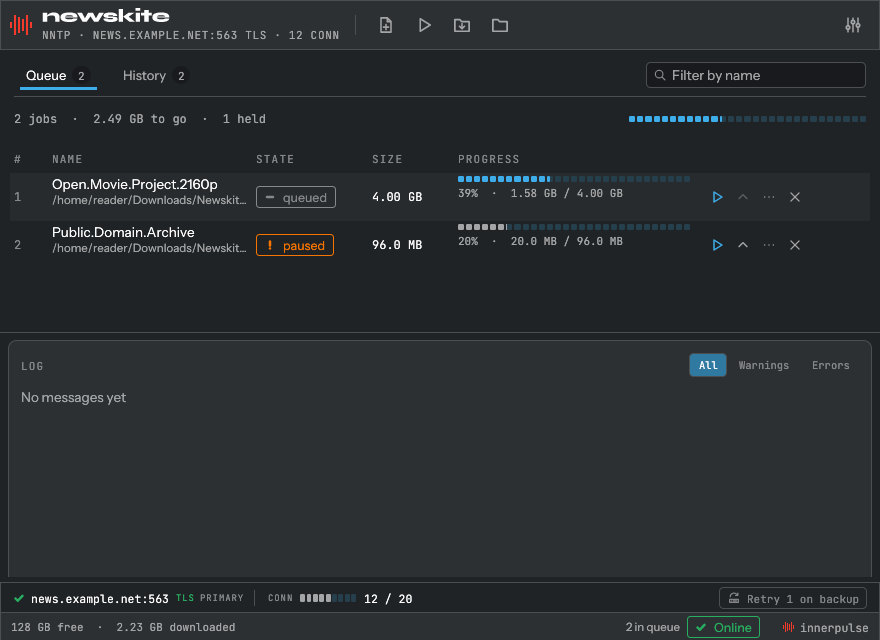 newskite
NNTP · NEWS.EXAMPLE.NET:563 TLS · 12 CONN
Queue 2 History 2
Filter by name
2 jobs · 2.49 GB to go · 1 held
# NAME STATE SIZE PROGRESS
1 Open.Movie.Project.2160p
/home/reader/Downloads/Newskit…
queued 4.00 GB
39% · 1.58 GB / 4.00 GB
2 Public.Domain.Archive
/home/reader/Downloads/Newskit…
! paused 96.0 MB
20% · 20.0 MB / 96.0 MB
LOG All Warnings Errors
No messages yet
news.example.net:563 TLS PRIMARY CONN 12 / 20 Retry 1 on backup
128 GB free · 2.23 GB downloaded 2 in queue Online innerpulse